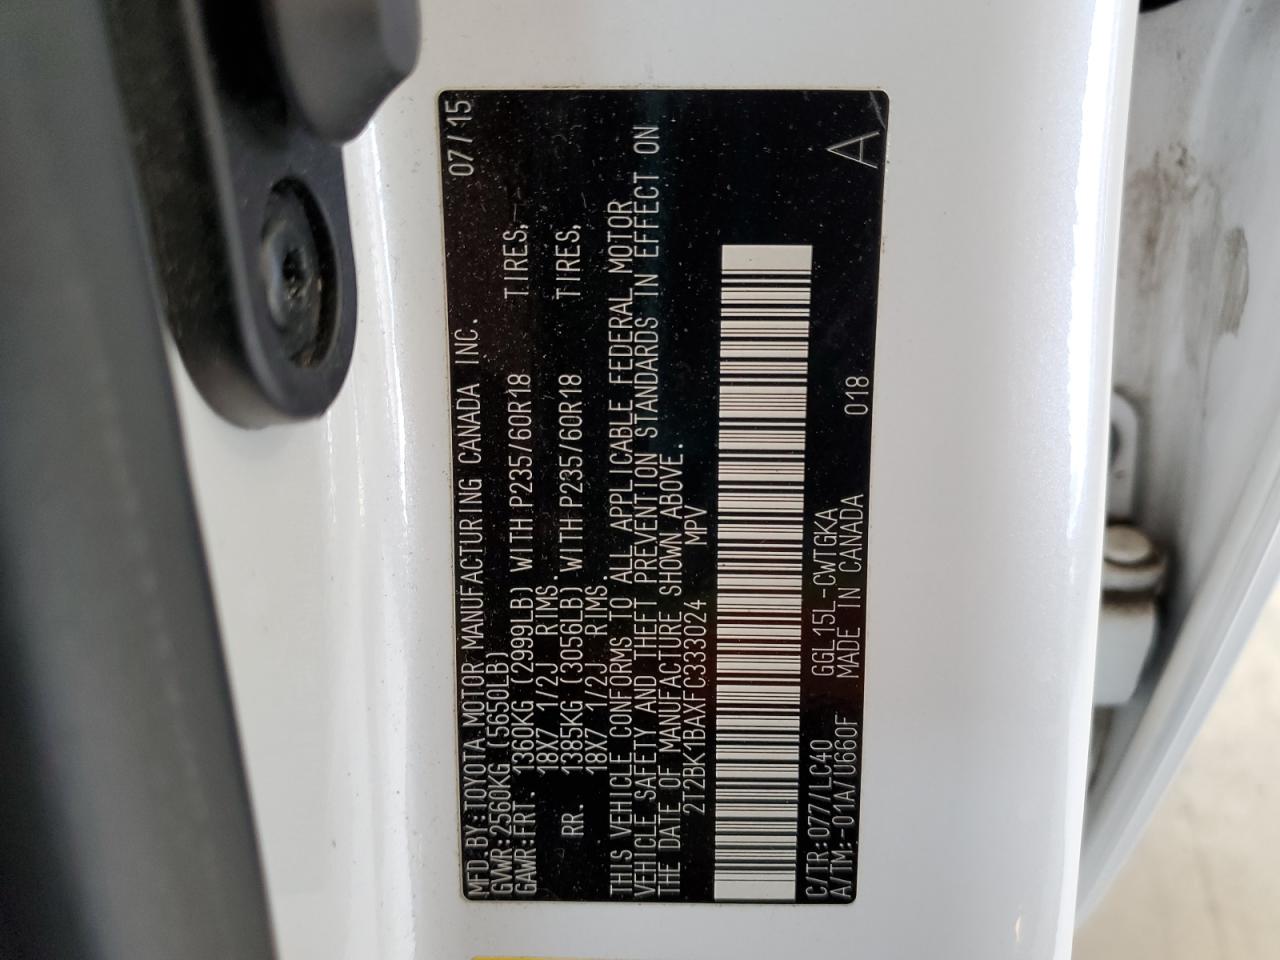 MFD.BY:TOYOTA MOTOR MANUFACTURING CANADA INC. 07/15
GVWR:2560KG (5650LB)
GAWR:FRT. 1360KG (2999LB) WITH P235/60R18 TIRES,
18X7 1/2J RIMS.
RR. 1385KG (3056LB) WITH P235/60R18 TIRES,
18X7 1/2J RIMS.
THIS VEHICLE CONFORMS TO ALL APPLICABLE FEDERAL MOTOR
VEHICLE SAFETY AND THEFT PREVENTION STANDARDS IN EFFECT ON
THE DATE OF MANUFACTURE SHOWN ABOVE.
2T2BK1BAXFC333024 MPV
C/TR:077/LC40 GGL15L-CWTGKA A
A/TM:-01A/U660F MADE IN CANADA 018